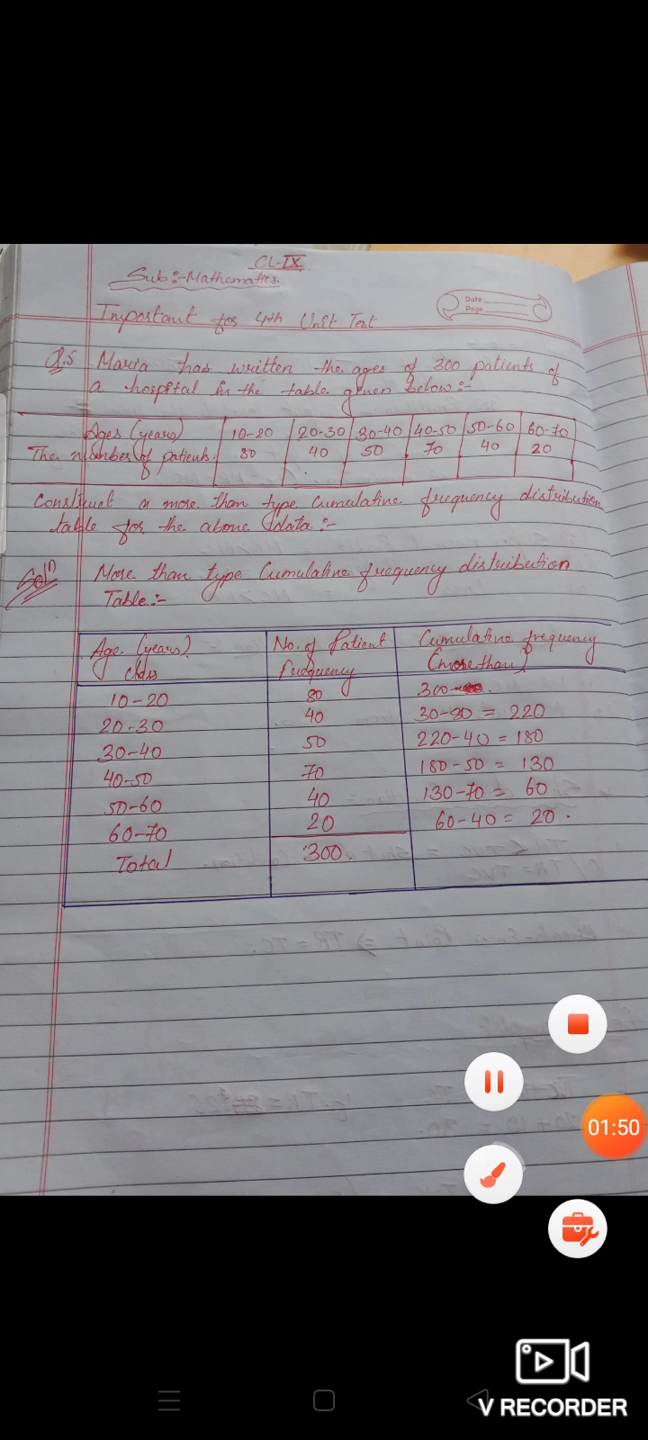 CL-IX
Sub:-Mathematics
Important for 4th Unit Test
Date
Page
Q.5 Maria has written the ages of 300 patients of
a hospital in the table given below:-
Ages (years) 10-20 20-30 30-40 40-50 50-60 60-70
The number of patients. 80 40 50 70 40 20
Construct a more than type cumulative frequency distribution
table for the above data:-
Solⁿ More than type Cumulative frequency distribution
Table:-
Age (years) No. of Patient Cumulative frequency
class Frequency (more than)
10-20 80 300
20-30 40 30-80 = 220
30-40 50 220-40 = 180
40-50 70 180-50 = 130
50-60 40 130-70 = 60
60-70 20 60-40 = 20.
Total 300.
01:50
V RECORDER